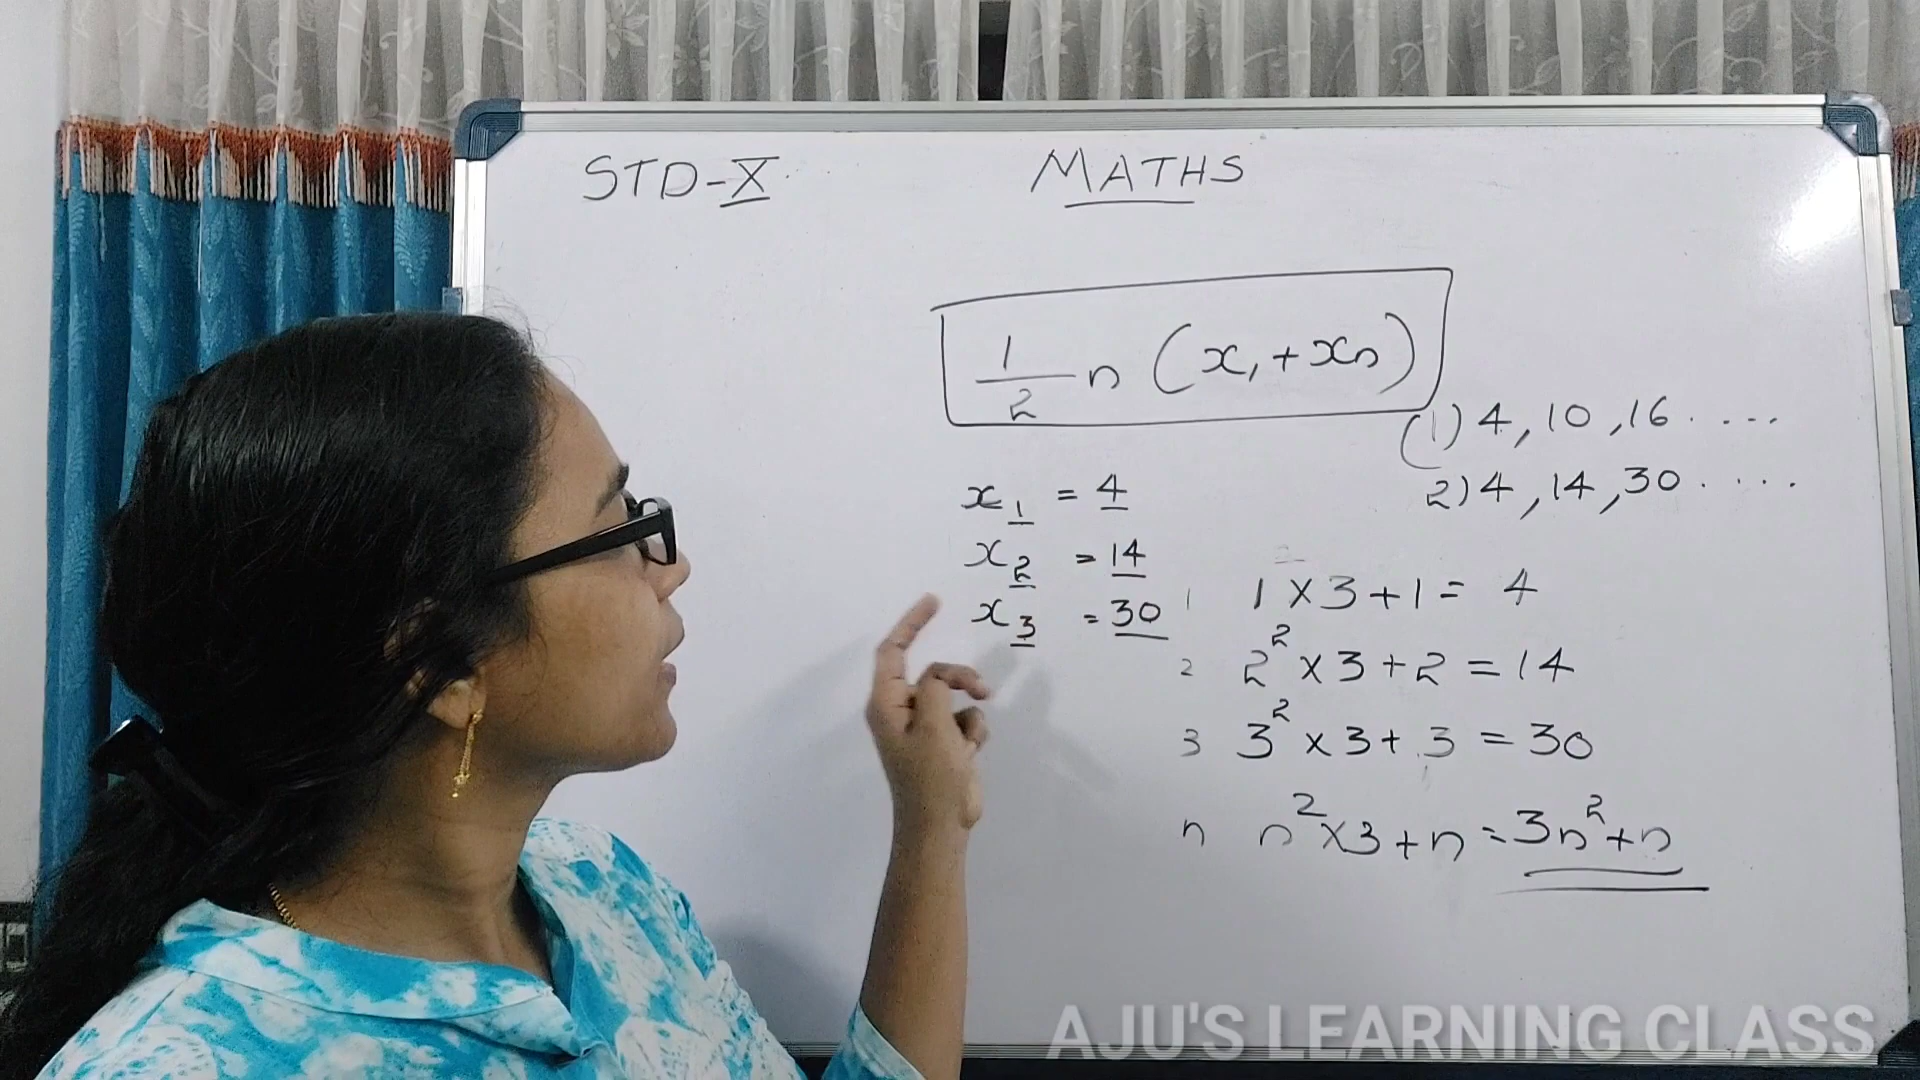 STD-X
MATHS
1/2 n (x₁+xn)
(1) 4, 10, 16.....
2) 4, 14, 30.....
x₁ = 4
x₂ = 14
x₃ = 30
1 1 x 3 + 1 = 4
2 2² x 3 + 2 = 14
3 3² x 3 + 3 = 30
n n² x 3 + n = 3n² + n
AJU'S LEARNING CLASS